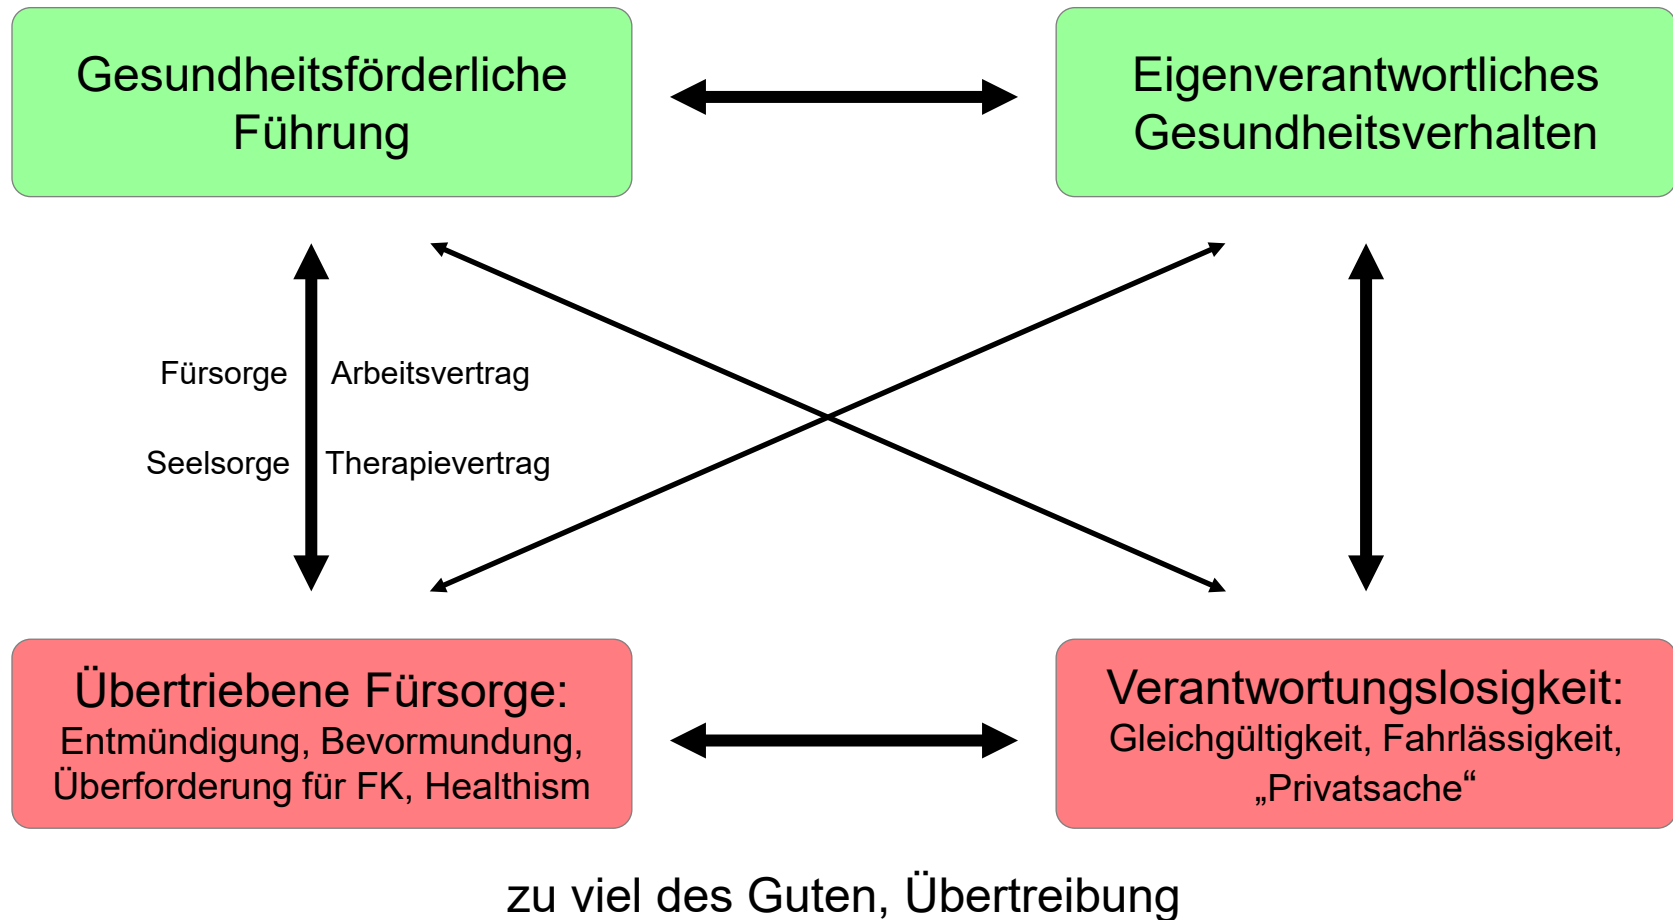 Gesundheitsförderliche
Führung
Eigenverantwortliches
Gesundheitsverhalten
Fürsorge
Arbeitsvertrag
Seelsorge
Therapievertrag
Übertriebene Fürsorge:
Entmündigung, Bevormundung,
Überforderung für FK, Healthism
Verantwortungslosigkeit:
Gleichgültigkeit, Fahrlässigkeit,
„Privatsache“
zu viel des Guten, Übertreibung